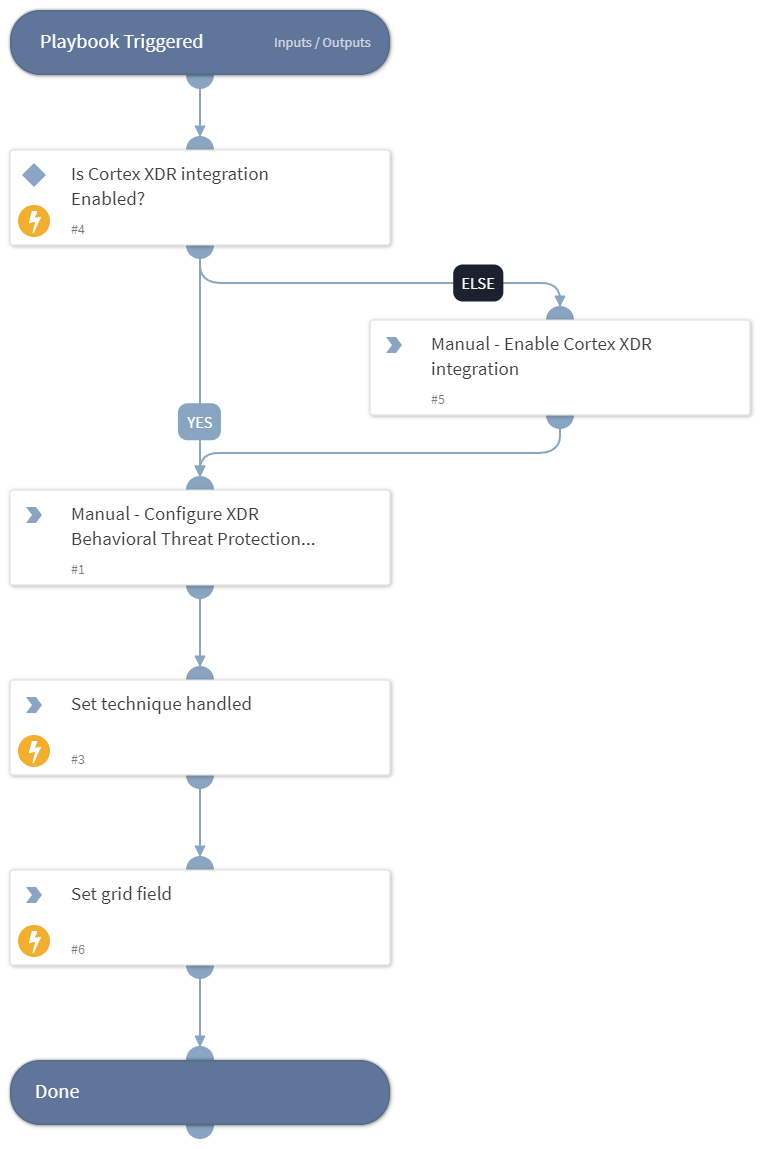 Playbook Triggered
Inputs / Outputs
Is Cortex XDR integration
Enabled?
#4
ELSE
Manual - Enable Cortex XDR
integration
#5
YES
Manual - Configure XDR
Behavioral Threat Protection...
#1
Set technique handled
#3
Set grid field
#6
Done